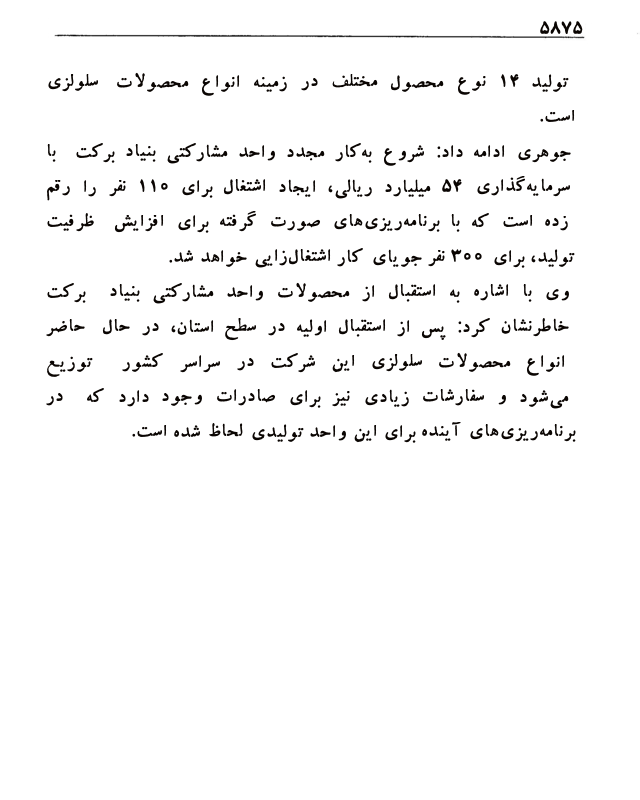 ۵۸۷۵
تولید ۱۴ نوع محصول مختلف در زمینه انواع محصولات سلولزی
است.
جوهری ادامه داد: شروع به‌کار مجدد واحد مشارکتی بنیاد برکت با
سرمایه‌گذاری ۵۴ میلیارد ریالی، ایجاد اشتغال برای ۱۱۰ نفر را رقم
زده است که با برنامه‌ریزی‌های صورت گرفته برای افزایش ظرفیت
تولید، برای ۳۰۰ نفر جویای کار اشتغال‌زایی خواهد شد.
وی با اشاره به استقبال از محصولات واحد مشارکتی بنیاد برکت
خاطرنشان کرد: پس از استقبال اولیه در سطح استان، در حال حاضر
انواع محصولات سلولزی این شرکت در سراسر کشور توزیع
می‌شود و سفارشات زیادی نیز برای صادرات وجود دارد که در
برنامه‌ریزی‌های آینده برای این واحد تولیدی لحاظ شده است.